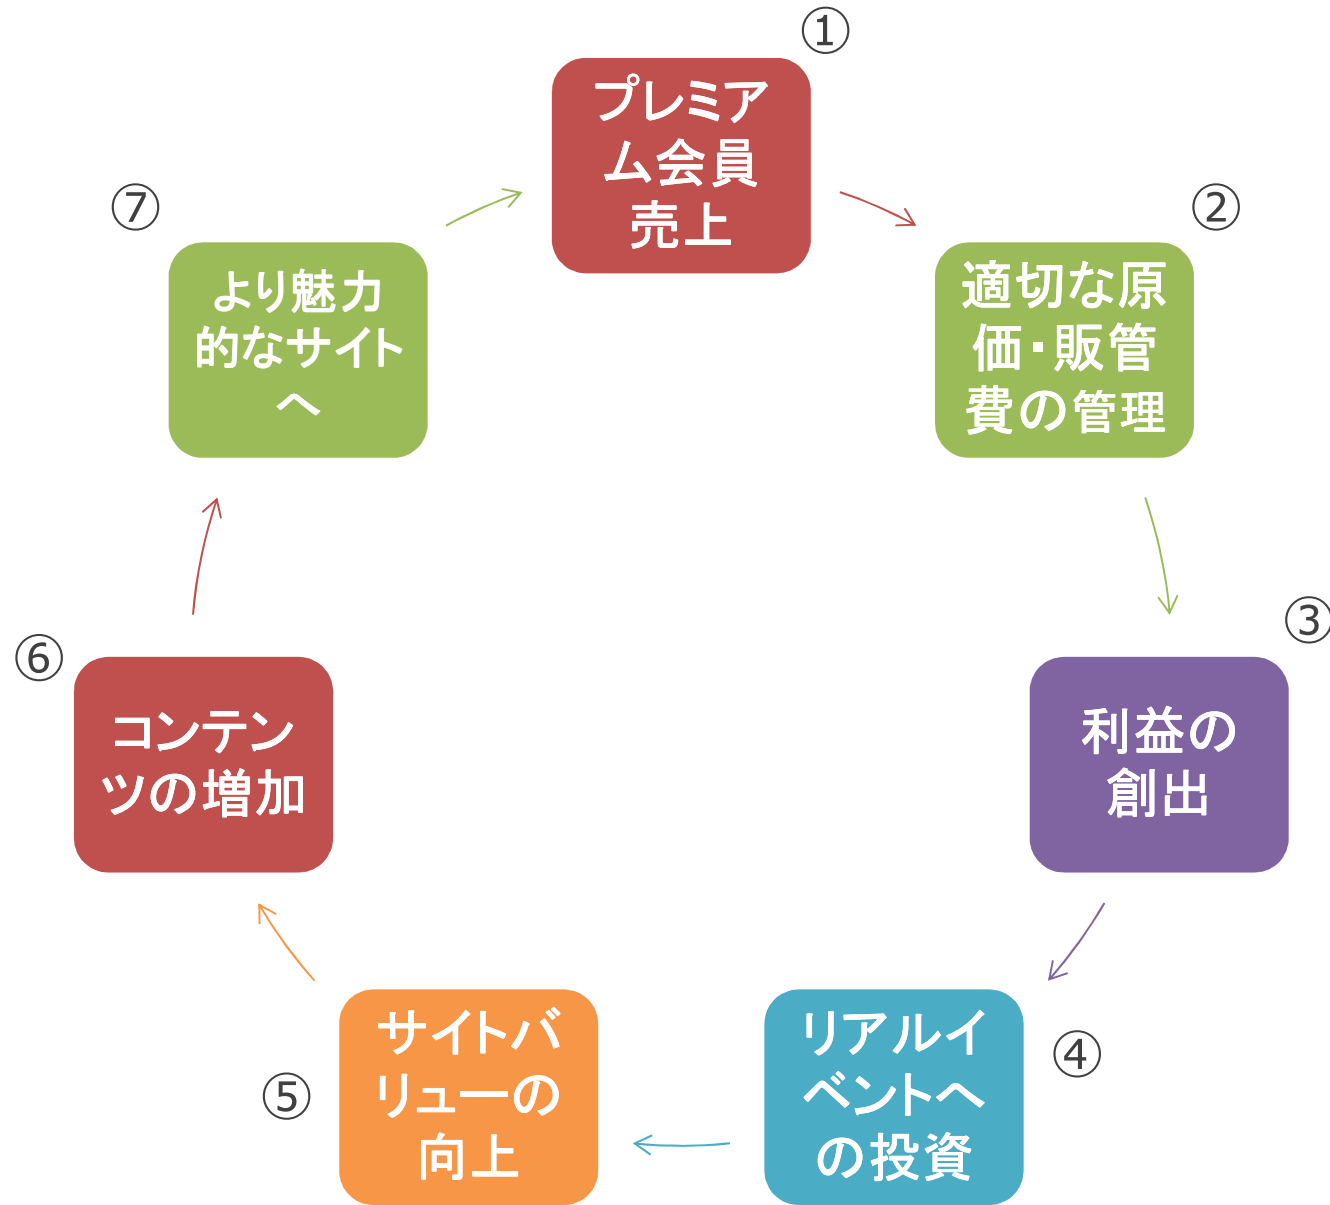 ①
プレミア
ム会員
売上
②
適切な原
価・販管
費の管理
③
利益の
創出
④
リアルイ
ベントへ
の投資
⑤
サイトバ
リューの
向上
⑥
コンテン
ツの増加
⑦
より魅力
的なサイト
へ